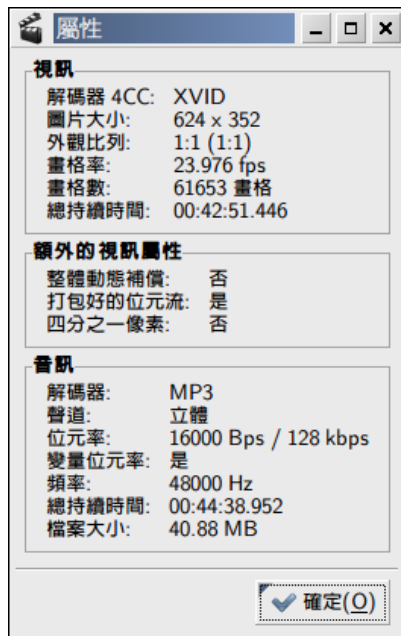 屬性
視訊
解碼器 4CC: XVID
圖片大小: 624 x 352
外觀比列: 1:1 (1:1)
畫格率: 23.976 fps
畫格數: 61653 畫格
總持續時間: 00:42:51.446
額外的視訊屬性
整體動態補償: 否
打包好的位元流: 是
四分之一像素: 否
音訊
解碼器: MP3
聲道: 立體
位元率: 16000 Bps / 128 kbps
變量位元率: 是
頻率: 48000 Hz
總持續時間: 00:44:38.952
檔案大小: 40.88 MB
確定(O)